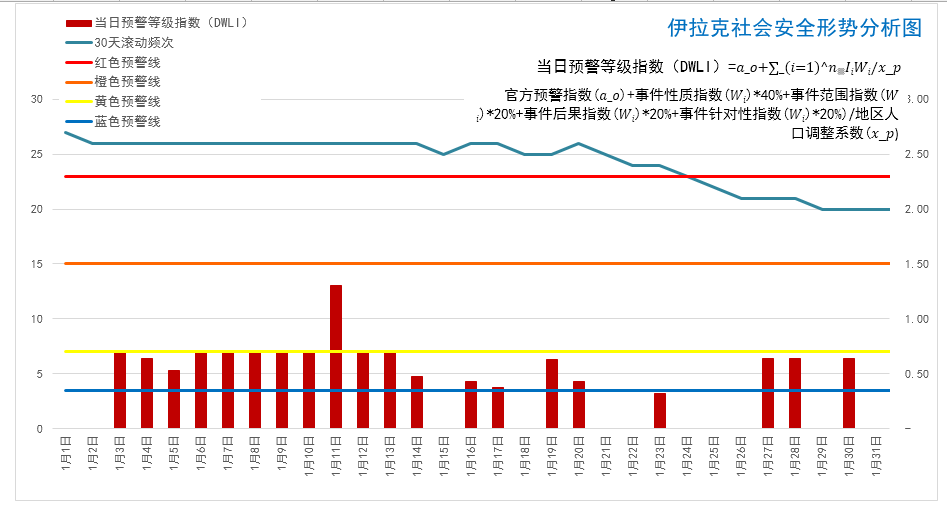 伊拉克社会安全形势分析图
当日预警等级指数（DWLI）
30天滚动频次
红色预警线
橙色预警线
黄色预警线
蓝色预警线
当日预警等级指数（DWLI）=a_o+∑_(i=1)^n▒IᵢWᵢ/x_p
官方预警指数(a_o)+事件性质指数(Wᵢ)*40%+事件范围指数(W
ᵢ)*20%+事件后果指数(Wᵢ)*20%+事件针对性指数(Wᵢ)*20%)/地区人
口调整系数(x_p)
30
25
20
15
10
5
0
3.00
2.50
2.00
1.50
1.00
0.50
–
1月1日
1月2日
1月3日
1月4日
1月5日
1月6日
1月7日
1月8日
1月9日
1月10日
1月11日
1月12日
1月13日
1月14日
1月15日
1月16日
1月17日
1月18日
1月19日
1月20日
1月21日
1月22日
1月23日
1月24日
1月25日
1月26日
1月27日
1月28日
1月29日
1月30日
1月31日